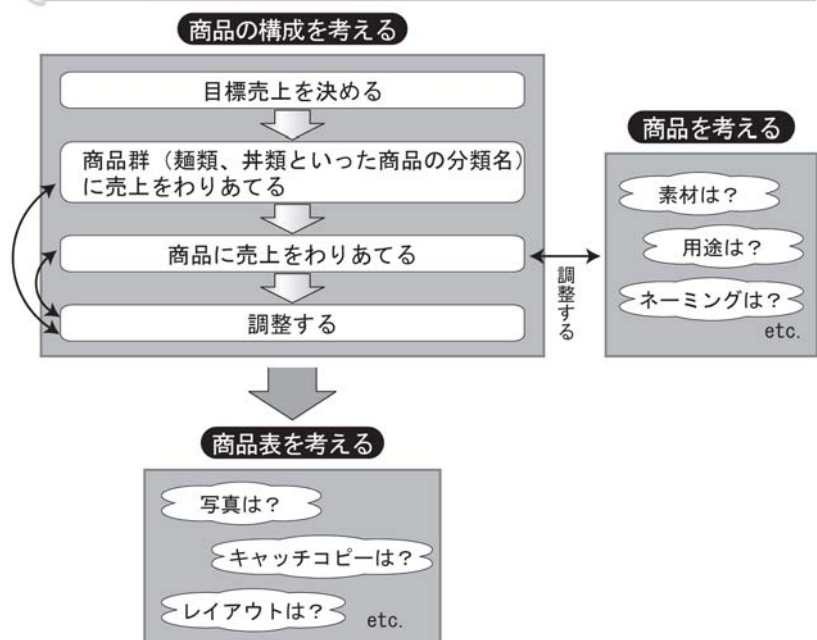 商品の構成を考える
目標売上を決める
商品群（麺類、丼類といった商品の分類名）
に売上をわりあてる
商品に売上をわりあてる
調整する
調整する
商品を考える
素材は？
用途は？
ネーミングは？
etc.
商品表を考える
写真は？
キャッチコピーは？
レイアウトは？
etc.